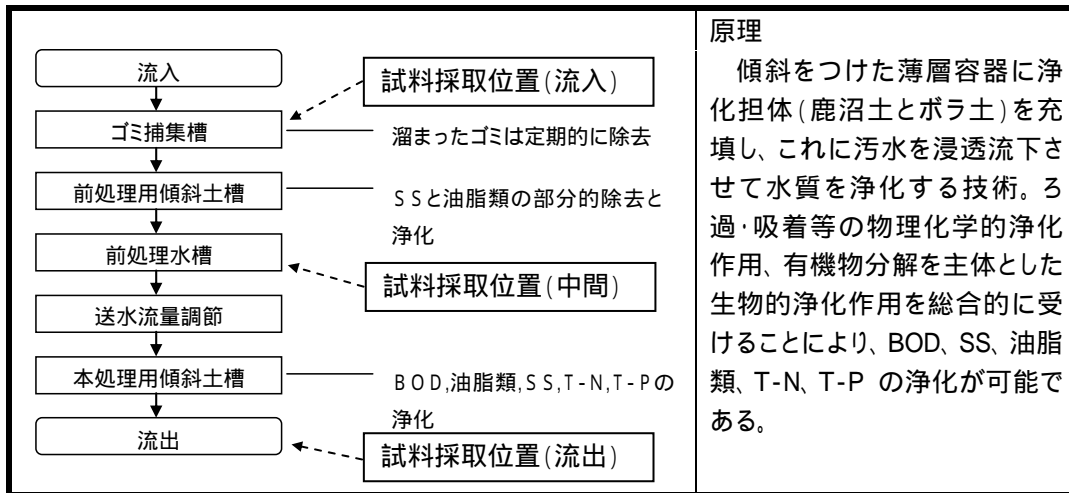 流入
試料採取位置(流入)
ゴミ捕集槽
溜まったゴミは定期的に除去
前処理用傾斜土槽
SSと油脂類の部分的除去と
浄化
前処理水槽
試料採取位置(中間)
送水流量調節
本処理用傾斜土槽
BOD,油脂類,SS,T-N,T-Pの
浄化
流出
試料採取位置(流出)
原理
傾斜をつけた薄層容器に浄
化担体(鹿沼土とボラ土)を充
填し、これに汚水を浸透流下さ
せて水質を浄化する技術。ろ
過・吸着等の物理化学的浄化
作用、有機物分解を主体とした
生物的浄化作用を総合的に受
けることにより、BOD、SS、油脂
類、T-N、T-P の浄化が可能で
ある。